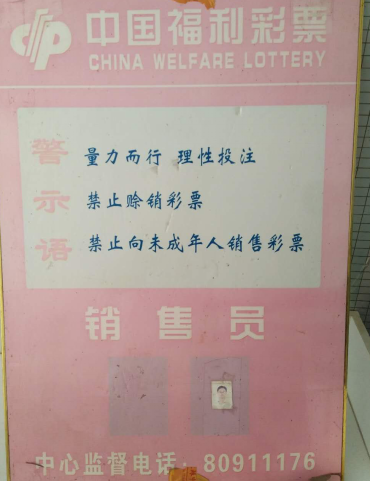 中国福利彩票
CHINA WELFARE LOTTERY
警示语
量力而行 理性投注
禁止赊销彩票
禁止向未成年人销售彩票
销售员
中心监督电话：80911176